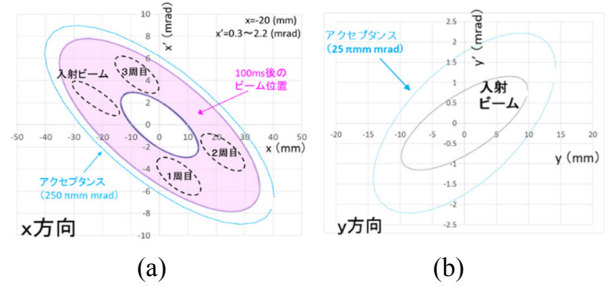 x' (mrad)
x=-20 (mm)
x'=0.3～2.2 (mrad)
10
8
6
4
2
0
-2
-4
-6
-8
-10
-50 -40 -30 -20 -10 0 10 20 30 40 50
x (mm)
入射ビーム
3周目
100ms後の
ビーム位置
2周目
1周目
アクセプタンス
(250 πmm mrad)
x方向
(a)
アクセプタンス
(25 πmm mrad)
y' (mrad)
2.5
2
1.5
1
0.5
0
-0.5
-1
-1.5
-2
-2.5
-20 -15 -10 -5 0 5 10 15 20
入射
ビーム
y (mm)
y方向
(b)